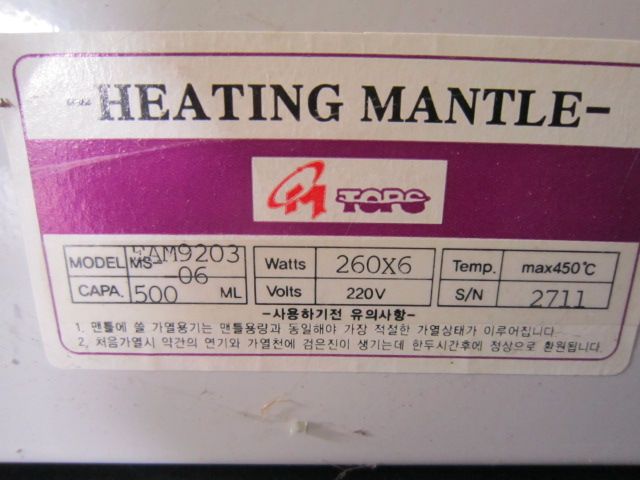 -HEATING MANTLE-
TOPS
MODEL MS-EAM9203-06
CAPA. 500 ML
Watts 260X6
Volts 220V
Temp. max450℃
S/N 2711
-사용하기전 유의사항-
1. 맨틀에 쓸 가열용기는 맨틀용량과 동일해야 가장 적절한 가열상태가 이루어집니다.
2. 처음가열시 약간의 연기와 가열천에 검은진이 생기는데 한두시간후에 정상으로 환원됩니다.